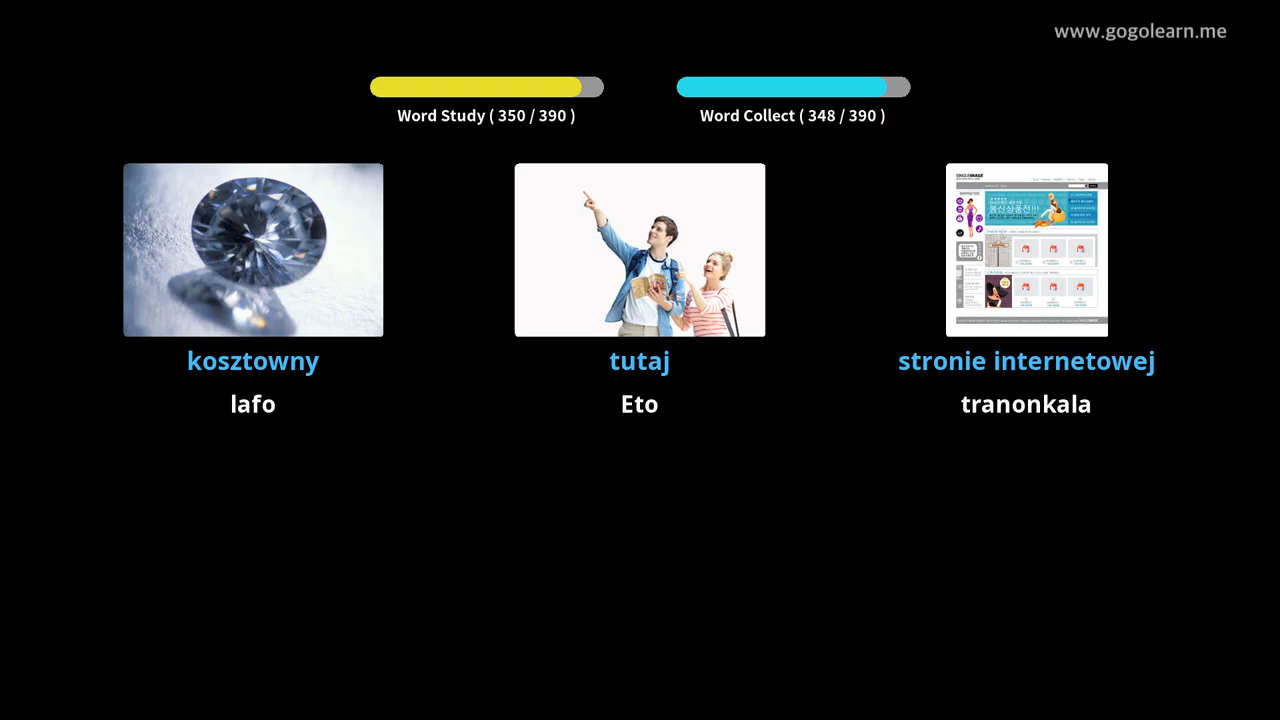 www.gogolearn.me
Word Study ( 350 / 390 )
Word Collect ( 348 / 390 )
kosztowny
tutaj
stronie internetowej
lafo
Eto
tranonkala